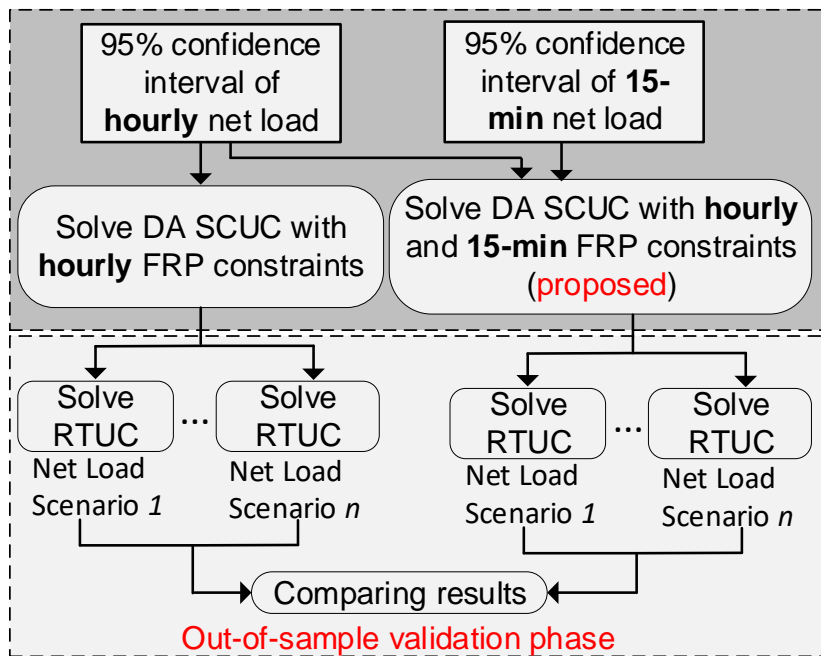 95% confidence
interval of
hourly net load
95% confidence
interval of 15-
min net load
Solve DA SCUC with
hourly FRP constraints
Solve DA SCUC with hourly
and 15-min FRP constraints
(proposed)
Solve
RTUC
...
Solve
RTUC
Net Load
Scenario 1
Net Load
Scenario n
Solve
RTUC
...
Solve
RTUC
Net Load
Scenario 1
Net Load
Scenario n
Comparing results
Out-of-sample validation phase